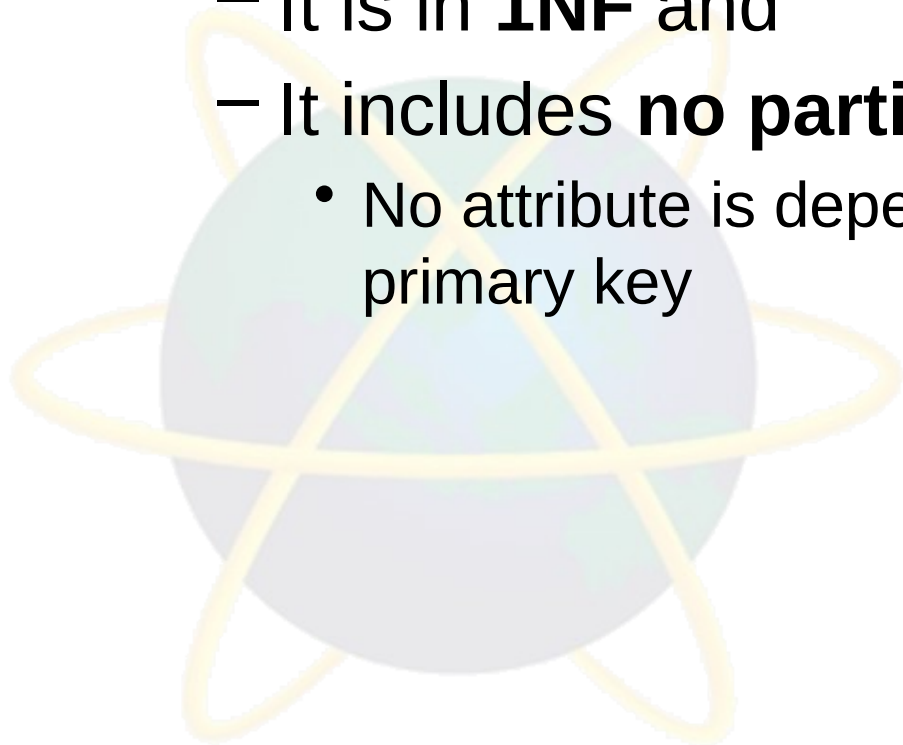 – It is in 1NF and
– It includes no parti
• No attribute is depe
primary key